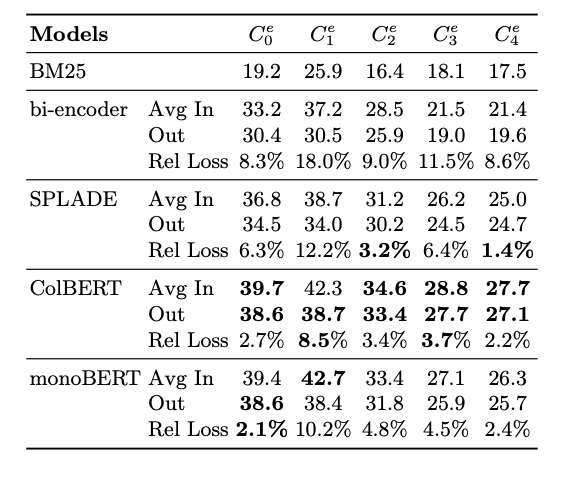 Models C₀ᵉ C₁ᵉ C₂ᵉ C₃ᵉ C₄ᵉ
BM25 19.2 25.9 16.4 18.1 17.5
bi-encoder Avg In 33.2 37.2 28.5 21.5 21.4
Out 30.4 30.5 25.9 19.0 19.6
Rel Loss 8.3% 18.0% 9.0% 11.5% 8.6%
SPLADE Avg In 36.8 38.7 31.2 26.2 25.0
Out 34.5 34.0 30.2 24.5 24.7
Rel Loss 6.3% 12.2% 3.2% 6.4% 1.4%
ColBERT Avg In 39.7 42.3 34.6 28.8 27.7
Out 38.6 38.7 33.4 27.7 27.1
Rel Loss 2.7% 8.5% 3.4% 3.7% 2.2%
monoBERT Avg In 39.4 42.7 33.4 27.1 26.3
Out 38.6 38.4 31.8 25.9 25.7
Rel Loss 2.1% 10.2% 4.8% 4.5% 2.4%